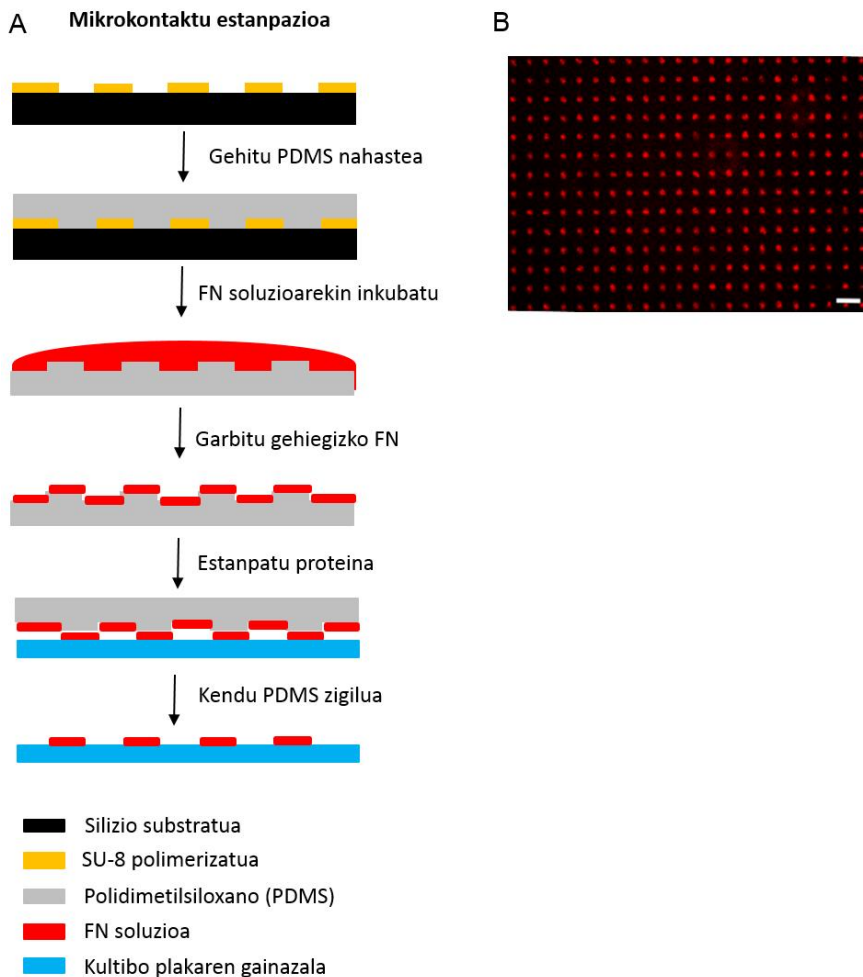 A
Mikrokontaktu estanpazioa
Gehitu PDMS nahastea
FN soluzioarekin inkubatu
Garbitu gehiegizko FN
Estanpatu proteina
Kendu PDMS zigilua
Silizio substratua
SU-8 polimerizatua
Polidimetilsiloxano (PDMS)
FN soluzioa
Kultibo plakaren gainazala
B